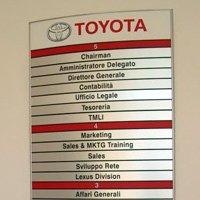 TOYOTA
5
Chairman
Amministratore Delegato
Direttore Generale
Contabilità
Ufficio Legale
Tesoreria
TMLI
4
Marketing
Sales & MKTG Training
Sales
Sviluppo Rete
Lexus Division
3
Affari Generali